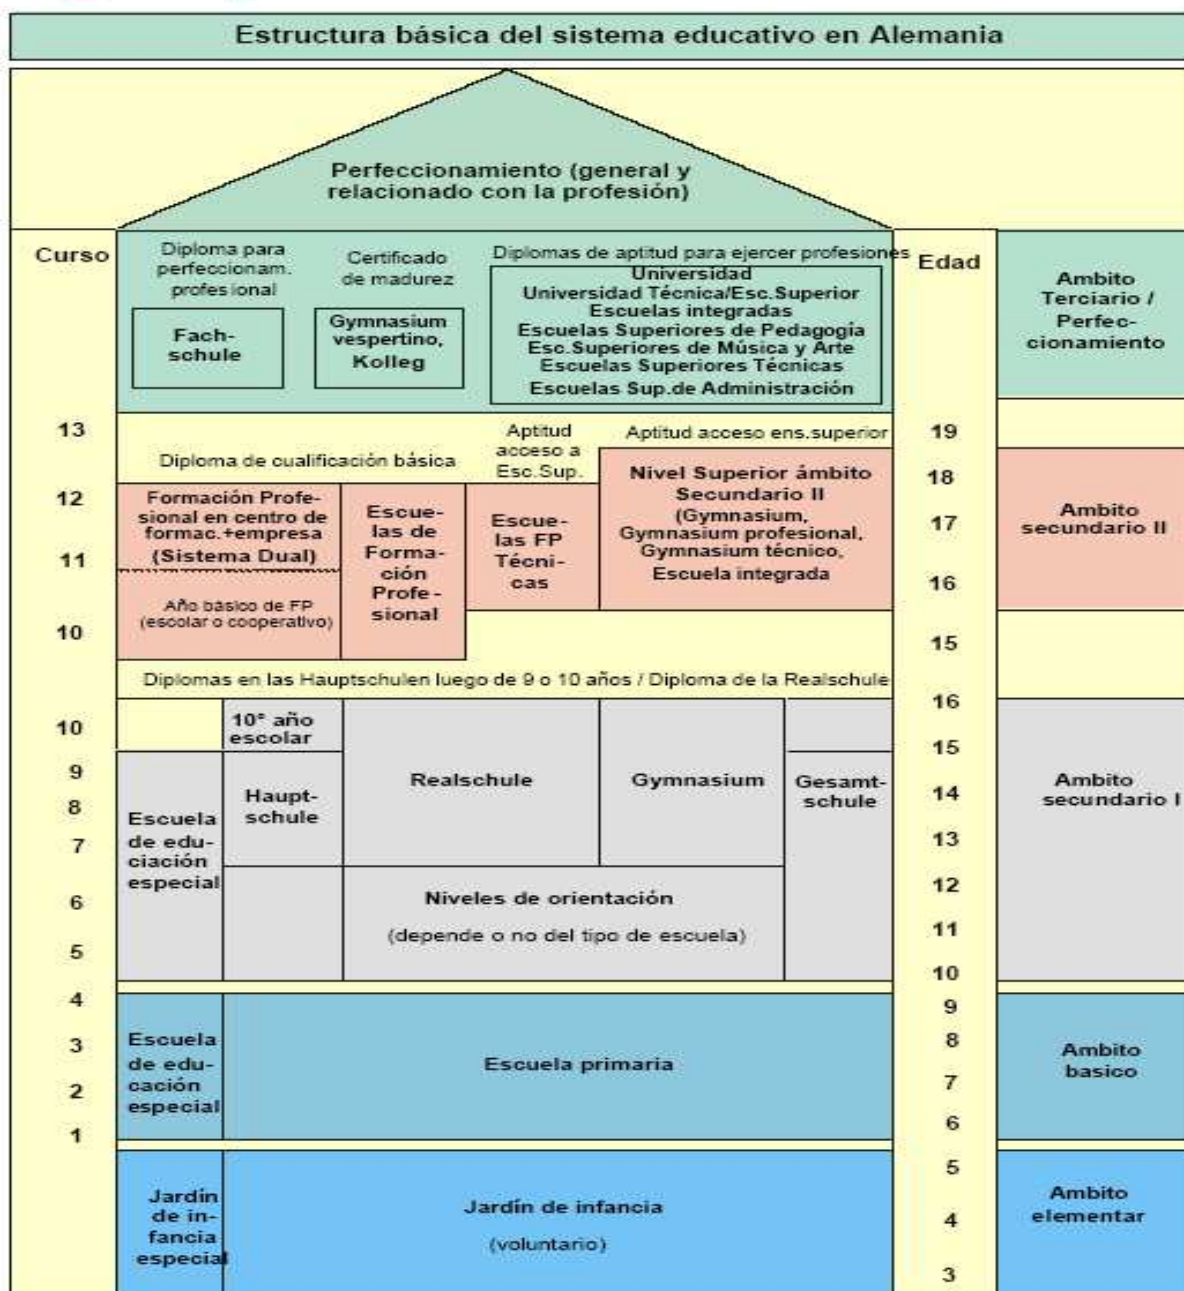 Estructura básica del sistema educativo en Alemania
Perfeccionamiento (general y
relacionado con la profesión)
Curso
Diploma para
perfeccionam.
profesional
Certificado
de madurez
Diplomas de aptitud para ejercer profesiones
Edad
Fach-
schule
Gymnasium
vespertino,
Kolleg
Universidad
Universidad Técnica/Esc.Superior
Escuelas integradas
Escuelas Superiores de Pedagogía
Esc.Superiores de Música y Arte
Escuelas Superiores Técnicas
Escuelas Sup.de Administración
Ambito
Terciario /
Perfec-
cionamiento
13
Diploma de cualificación básica
Aptitud
acceso a
Esc.Sup.
Aptitud acceso ens.superior
19
12
Formación Profe-
sional en centro de
formac.+empresa
(Sistema Dual)
11
Año básico de FP
(escolar o cooperativo)
10
Escue-
las de
Forma-
ción
Profe-
sional
Escue-
las FP
Técni-
cas
Nivel Superior ámbito
Secundario II
(Gymnasium,
Gymnasium profesional,
Gymnasium técnico,
Escuela integrada
18
17
16
15
Ambito
secundario II
Diplomas en las Hauptschulen luego de 9 o 10 años / Diploma de la Realschule
10
9
8
7
6
5
Escuela
de edu-
ciación
especial
10° año
escolar
Haupt-
schule
Realschule
Gymnasium
Gesamt-
schule
Niveles de orientación
(depende o no del tipo de escuela)
16
15
14
13
12
11
10
Ambito
secundario I
4
3
2
1
Escuela
de edu-
cación
especial
Escuela primaria
9
8
7
6
Ambito
basico
Jardín
de in-
fancia
especial
Jardín de infancia
(voluntario)
5
4
3
Ambito
elementar